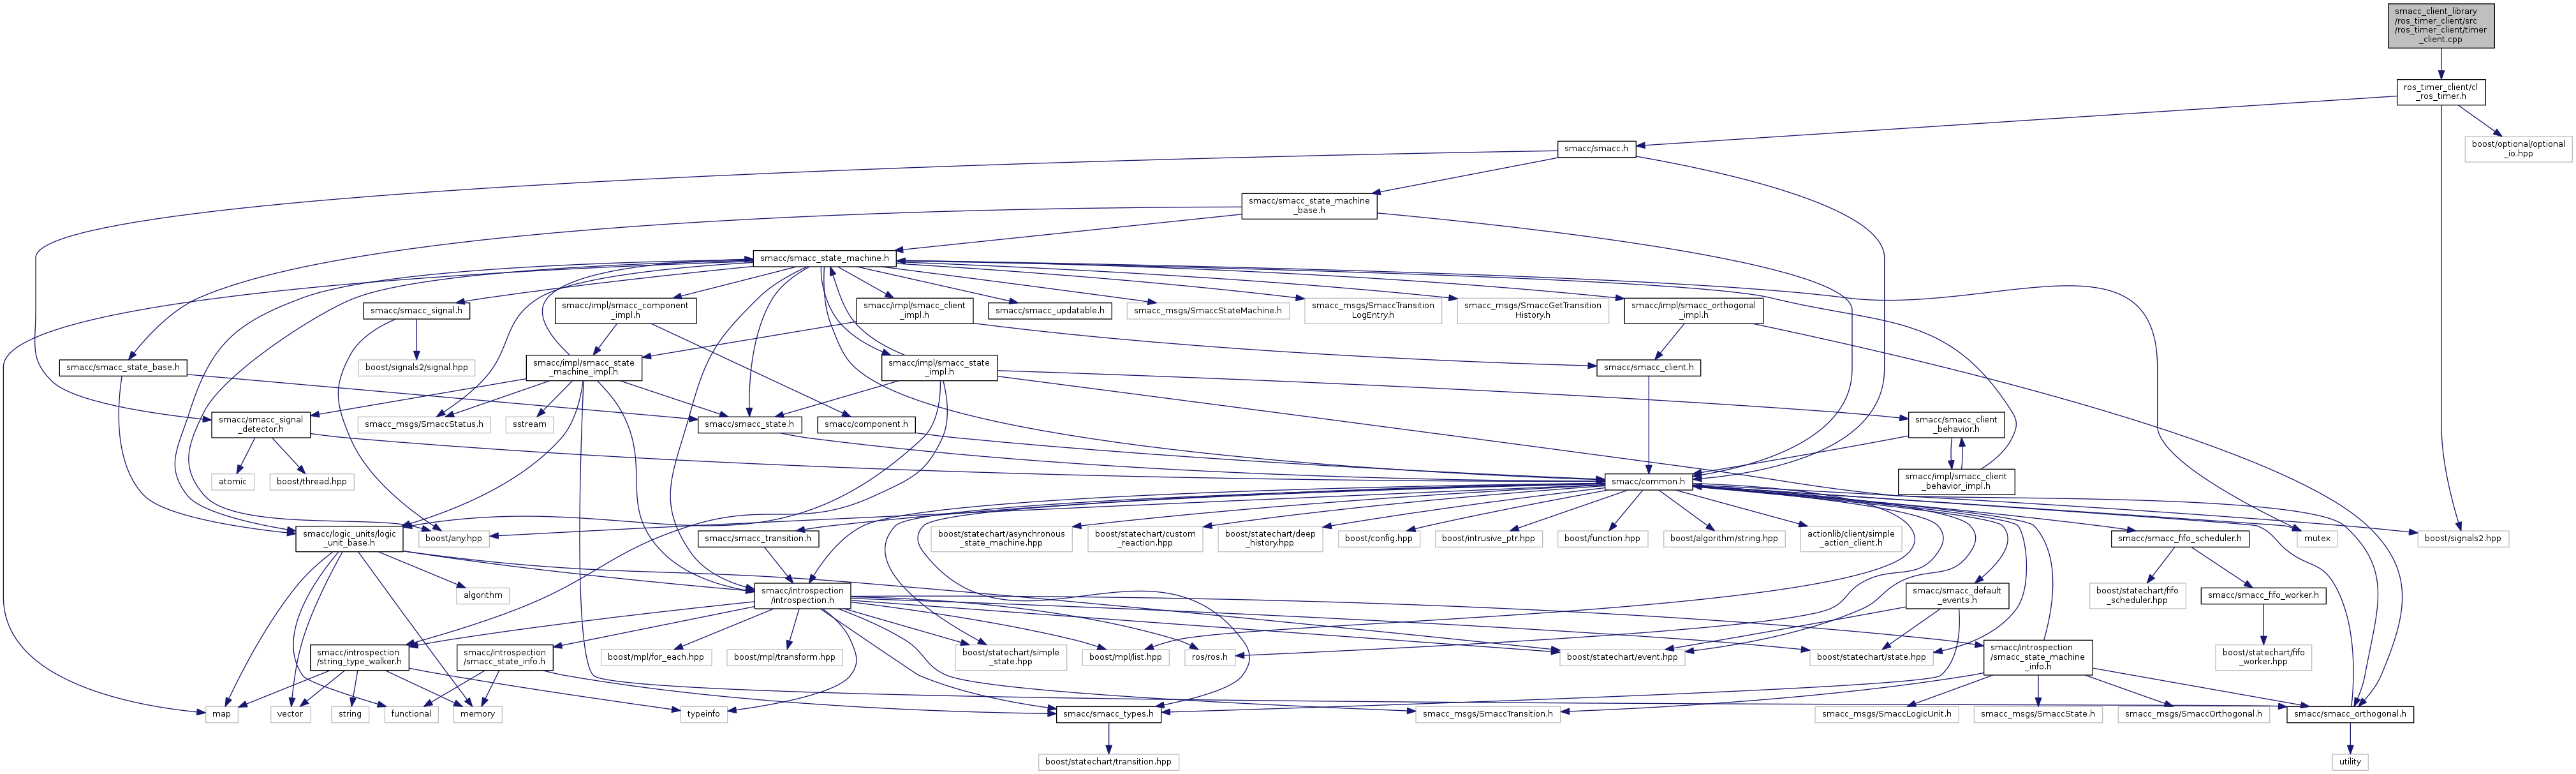 smacc_client_library
/ros_timer_client/src
/ros_timer_client/timer
_client.cpp
ros_timer_client/cl
_ros_timer.h
smacc/smacc.h
boost/optional/optional
_io.hpp
smacc/smacc_state_machine
_base.h
smacc/smacc_state_machine.h
smacc/smacc_signal.h
smacc/impl/smacc_component
_impl.h
smacc/impl/smacc_client
_impl.h
smacc/smacc_updatable.h
smacc_msgs/SmaccStateMachine.h
smacc_msgs/SmaccTransition
LogEntry.h
smacc_msgs/SmaccGetTransition
History.h
smacc/impl/smacc_orthogonal
_impl.h
smacc/smacc_state_base.h
boost/signals2/signal.hpp
smacc/impl/smacc_state
_machine_impl.h
smacc/impl/smacc_state
_impl.h
smacc/smacc_client.h
smacc/smacc_signal
_detector.h
smacc_msgs/SmaccStatus.h
sstream
smacc/smacc_state.h
smacc/component.h
smacc/smacc_client
_behavior.h
atomic
boost/thread.hpp
smacc/common.h
smacc/impl/smacc_client
_behavior_impl.h
smacc/logic_units/logic
_unit_base.h
boost/any.hpp
smacc/smacc_transition.h
boost/statechart/asynchronous
_state_machine.hpp
boost/statechart/custom
_reaction.hpp
boost/statechart/deep
_history.hpp
boost/config.hpp
boost/intrusive_ptr.hpp
boost/function.hpp
boost/algorithm/string.hpp
actionlib/client/simple
_action_client.h
smacc/smacc_fifo_scheduler.h
mutex
boost/signals2.hpp
algorithm
smacc/introspection
/introspection.h
smacc/smacc_default
_events.h
boost/statechart/fifo
_scheduler.hpp
smacc/smacc_fifo_worker.h
smacc/introspection
/string_type_walker.h
smacc/introspection
/smacc_state_info.h
boost/mpl/for_each.hpp
boost/mpl/transform.hpp
boost/statechart/simple
_state.hpp
boost/mpl/list.hpp
ros/ros.h
boost/statechart/event.hpp
boost/statechart/state.hpp
smacc/introspection
/smacc_state_machine
_info.h
boost/statechart/fifo
_worker.hpp
map
vector
string
functional
memory
typeinfo
smacc/smacc_types.h
smacc_msgs/SmaccTransition.h
smacc_msgs/SmaccLogicUnit.h
smacc_msgs/SmaccState.h
smacc_msgs/SmaccOrthogonal.h
smacc/smacc_orthogonal.h
boost/statechart/transition.hpp
utility